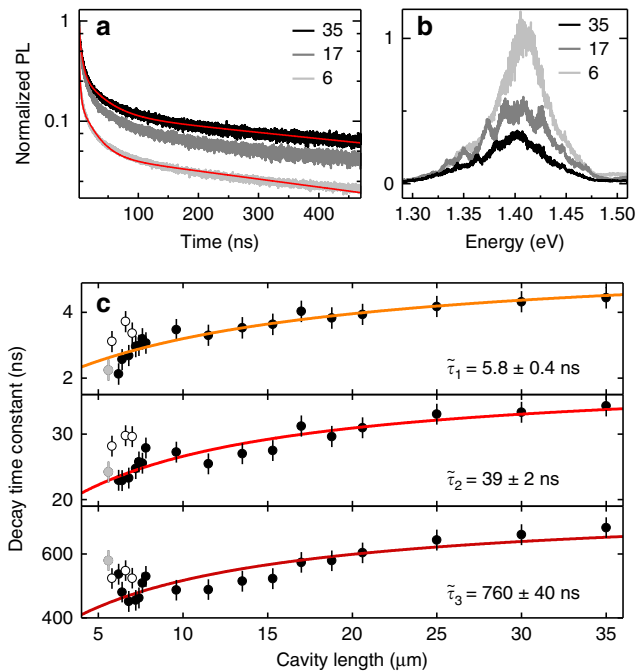 a
35
17
6
1
0.1
Normalized PL
100
200
300
400
Time (ns)
b
35
17
6
1
0
1.30
1.35
1.40
1.45
1.50
Energy (eV)
c
4
2
τ̃₁ = 5.8 ± 0.4 ns
30
20
τ̃₂ = 39 ± 2 ns
600
400
τ̃₃ = 760 ± 40 ns
Decay time constant (ns)
5
10
15
20
25
30
35
Cavity length (μm)